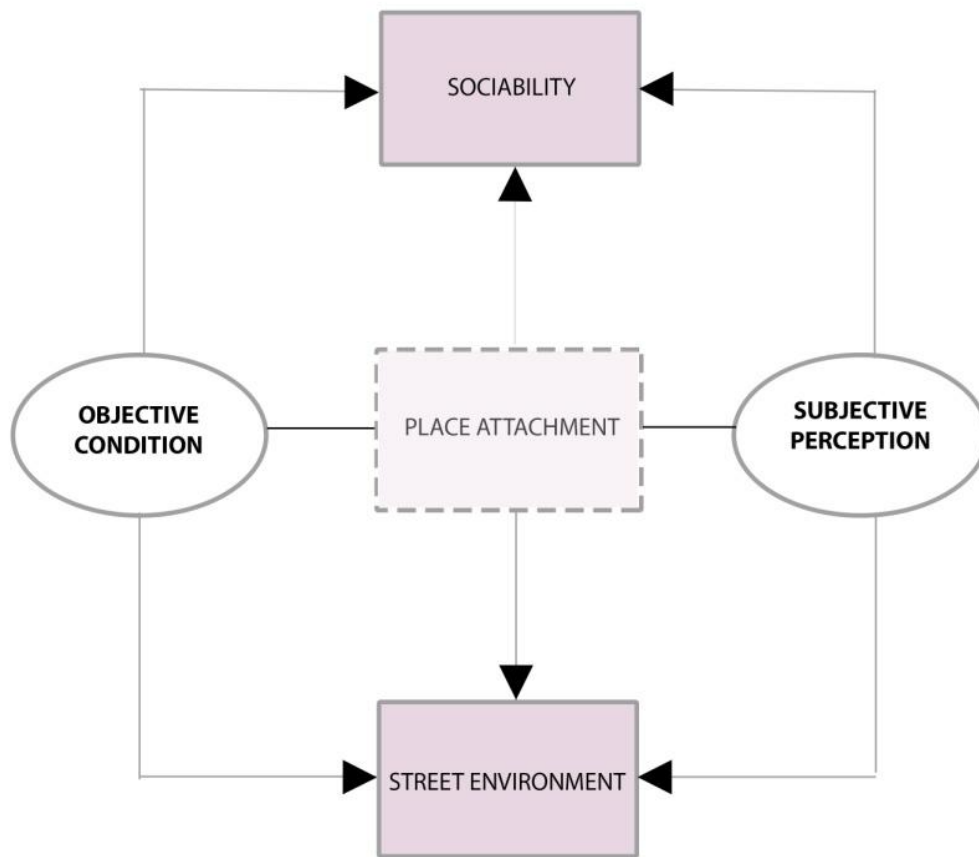 SOCIABILITY
OBJECTIVE
CONDITION
PLACE ATTACHMENT
SUBJECTIVE
PERCEPTION
STREET ENVIRONMENT